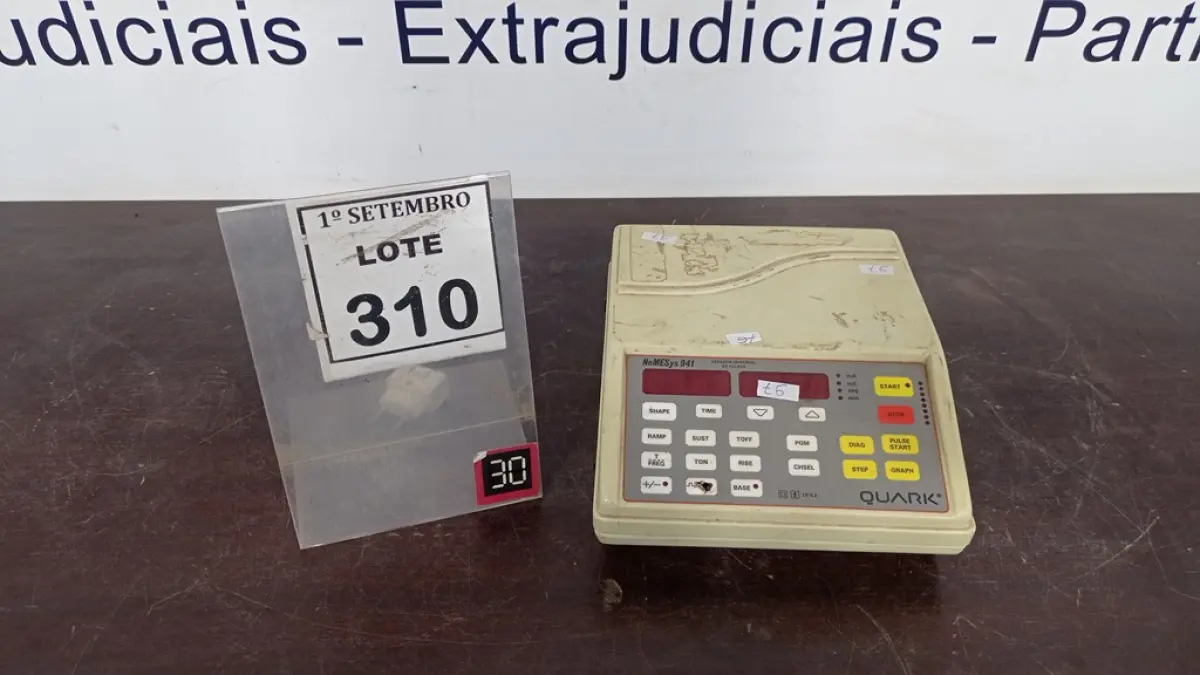 udiciais - Extrajudiciais - Parti
1º SETEMBRO
LOTE
310
30
NeMESys 941
START
STOP
SHAPE
TIME
RAMP
SUST
TOFF
PGM
DIAG
PULSE START
T FREQ
TON
RISE
CHSEL
STEP
GRAPH
+/−
BASE
QUARK